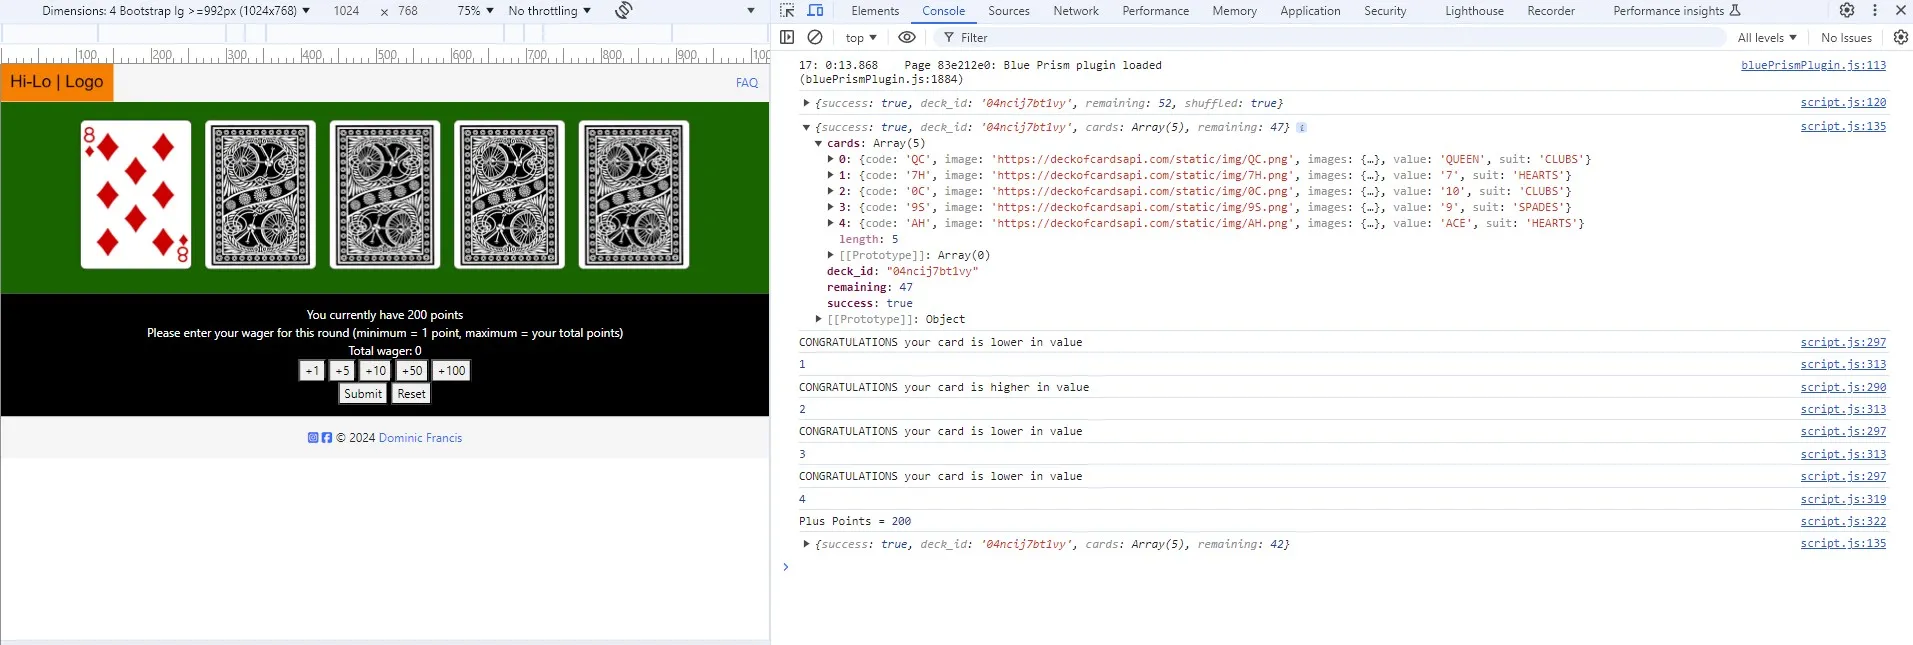 Dimensions: 4 Bootstrap lg >=992px (1024x768) ▼ 1024 × 768 75% ▼ No throttling ▼
100 200 300 400 500 600 700 800 900 100
Hi-Lo | Logo
FAQ
8
8
You currently have 200 points
Please enter your wager for this round (minimum = 1 point, maximum = your total points)
Total wager: 0
+1 +5 +10 +50 +100
Submit Reset
© 2024 Dominic Francis
Elements Console Sources Network Performance Memory Application Security Lighthouse Recorder Performance insights
top ▼ Filter All levels ▼ No Issues
17: 0:13.868 Page 83e212e0: Blue Prism plugin loaded bluePrismPlugin.js:113
(bluePrismPlugin.js:1884)
▶ {success: true, deck_id: '04ncij7bt1vy', remaining: 52, shuffled: true} script.js:120
▼ {success: true, deck_id: '04ncij7bt1vy', cards: Array(5), remaining: 47} i script.js:135
▼ cards: Array(5)
▶ 0: {code: 'QC', image: 'https://deckofcardsapi.com/static/img/QC.png', images: {…}, value: 'QUEEN', suit: 'CLUBS'}
▶ 1: {code: '7H', image: 'https://deckofcardsapi.com/static/img/7H.png', images: {…}, value: '7', suit: 'HEARTS'}
▶ 2: {code: '0C', image: 'https://deckofcardsapi.com/static/img/0C.png', images: {…}, value: '10', suit: 'CLUBS'}
▶ 3: {code: '9S', image: 'https://deckofcardsapi.com/static/img/9S.png', images: {…}, value: '9', suit: 'SPADES'}
▶ 4: {code: 'AH', image: 'https://deckofcardsapi.com/static/img/AH.png', images: {…}, value: 'ACE', suit: 'HEARTS'}
length: 5
▶ [[Prototype]]: Array(0)
deck_id: "04ncij7bt1vy"
remaining: 47
success: true
▶ [[Prototype]]: Object
CONGRATULATIONS your card is lower in value script.js:297
1 script.js:313
CONGRATULATIONS your card is higher in value script.js:290
2 script.js:313
CONGRATULATIONS your card is lower in value script.js:297
3 script.js:313
CONGRATULATIONS your card is lower in value script.js:297
4 script.js:319
Plus Points = 200 script.js:322
▶ {success: true, deck_id: '04ncij7bt1vy', cards: Array(5), remaining: 42} script.js:135